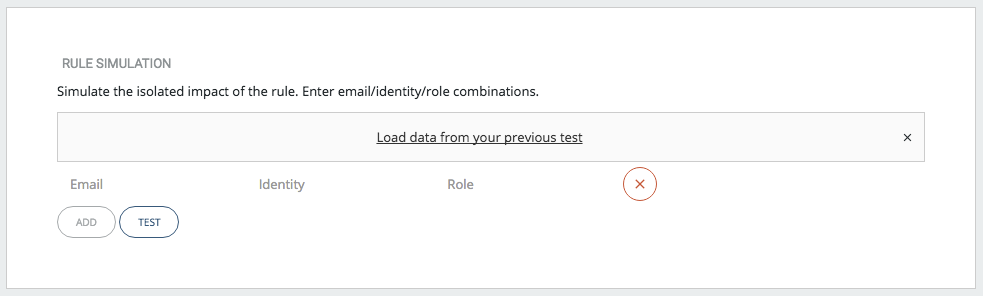 RULE SIMULATION
Simulate the isolated impact of the rule. Enter email/identity/role combinations.
Load data from your previous test ×
Email Identity Role ×
ADD TEST